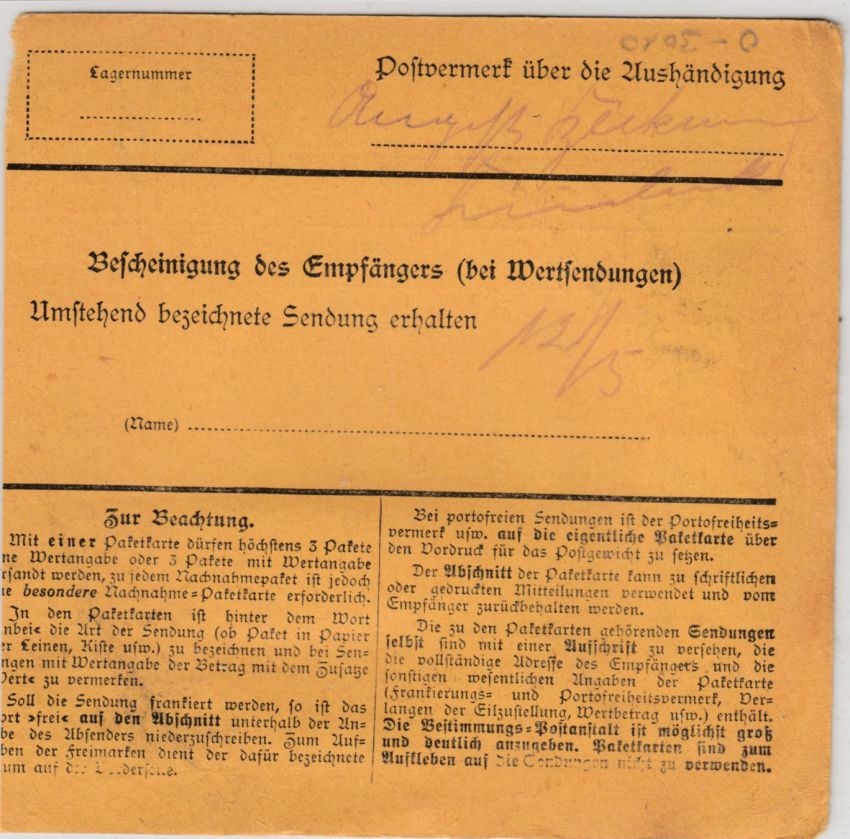 0-3010
Lagernummer
Postvermerk über die Aushändigung
August
Bescheinigung des Empfängers (bei Wertsendungen)
Umstehend bezeichnete Sendung erhalten
12/5
(Name)
Zur Beachtung.
Mit einer Paketkarte dürfen höchstens 3 Pakete
ne Wertangabe oder 3 Pakete mit Wertangabe
rsandt werden, zu jedem Nachnahmepaket ist jedoch
ne besondere Nachnahme=Paketkarte erforderlich.
In den Paketkarten ist hinter dem Wort
nbei« die Art der Sendung (ob Paket in Papier
er Leinen, Kiste usw.) zu bezeichnen und bei Sen-
ngen mit Wertangabe der Betrag mit dem Zusatze
Wert« zu vermerken.
Soll die Sendung frankiert werden, so ist das
ort »frei« auf den Abschnitt unterhalb der An-
be des Absenders niederzuschreiben. Zum Auf-
ben der Freimarken dient der dafür bezeichnete
um auf der Vorderseite.
Bei portofreien Sendungen ist der Portofreiheits-
vermerk usw. auf die eigentliche Paketkarte über
den Vordruck für das Postgewicht zu setzen.
Der Abschnitt der Paketkarte kann zu schriftlichen
oder gedruckten Mitteilungen verwendet und vom
Empfänger zurückbehalten werden.
Die zu den Paketkarten gehörenden Sendungen
selbst sind mit einer Aufschrift zu versehen, die
die vollständige Adresse des Empfängers und die
sonstigen wesentlichen Angaben der Paketkarte
(Frankierungs- und Portofreiheitsvermerk, Ver-
langen der Eilzustellung, Wertbetrag usw.) enthält.
Die Bestimmungs-Postanstalt ist möglichst groß
und deutlich anzugeben. Paketkarten sind zum
Aufkleben auf die Sendungen nicht zu verwenden.